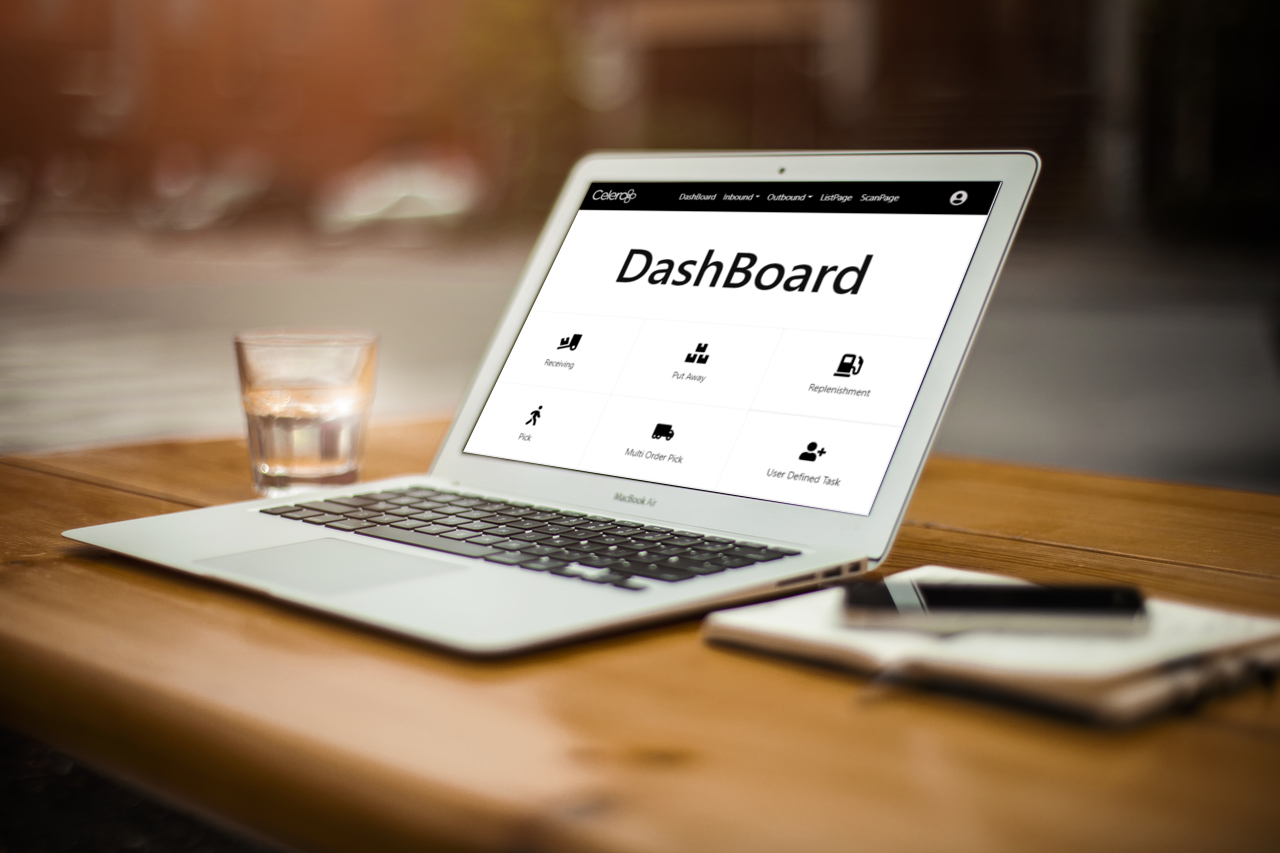 Celero
DashBoard Inbound Outbound ListPage ScanPage
DashBoard
Receiving
Put Away
Replenishment
Pick
Multi Order Pick
User Defined Task
MacBook Air